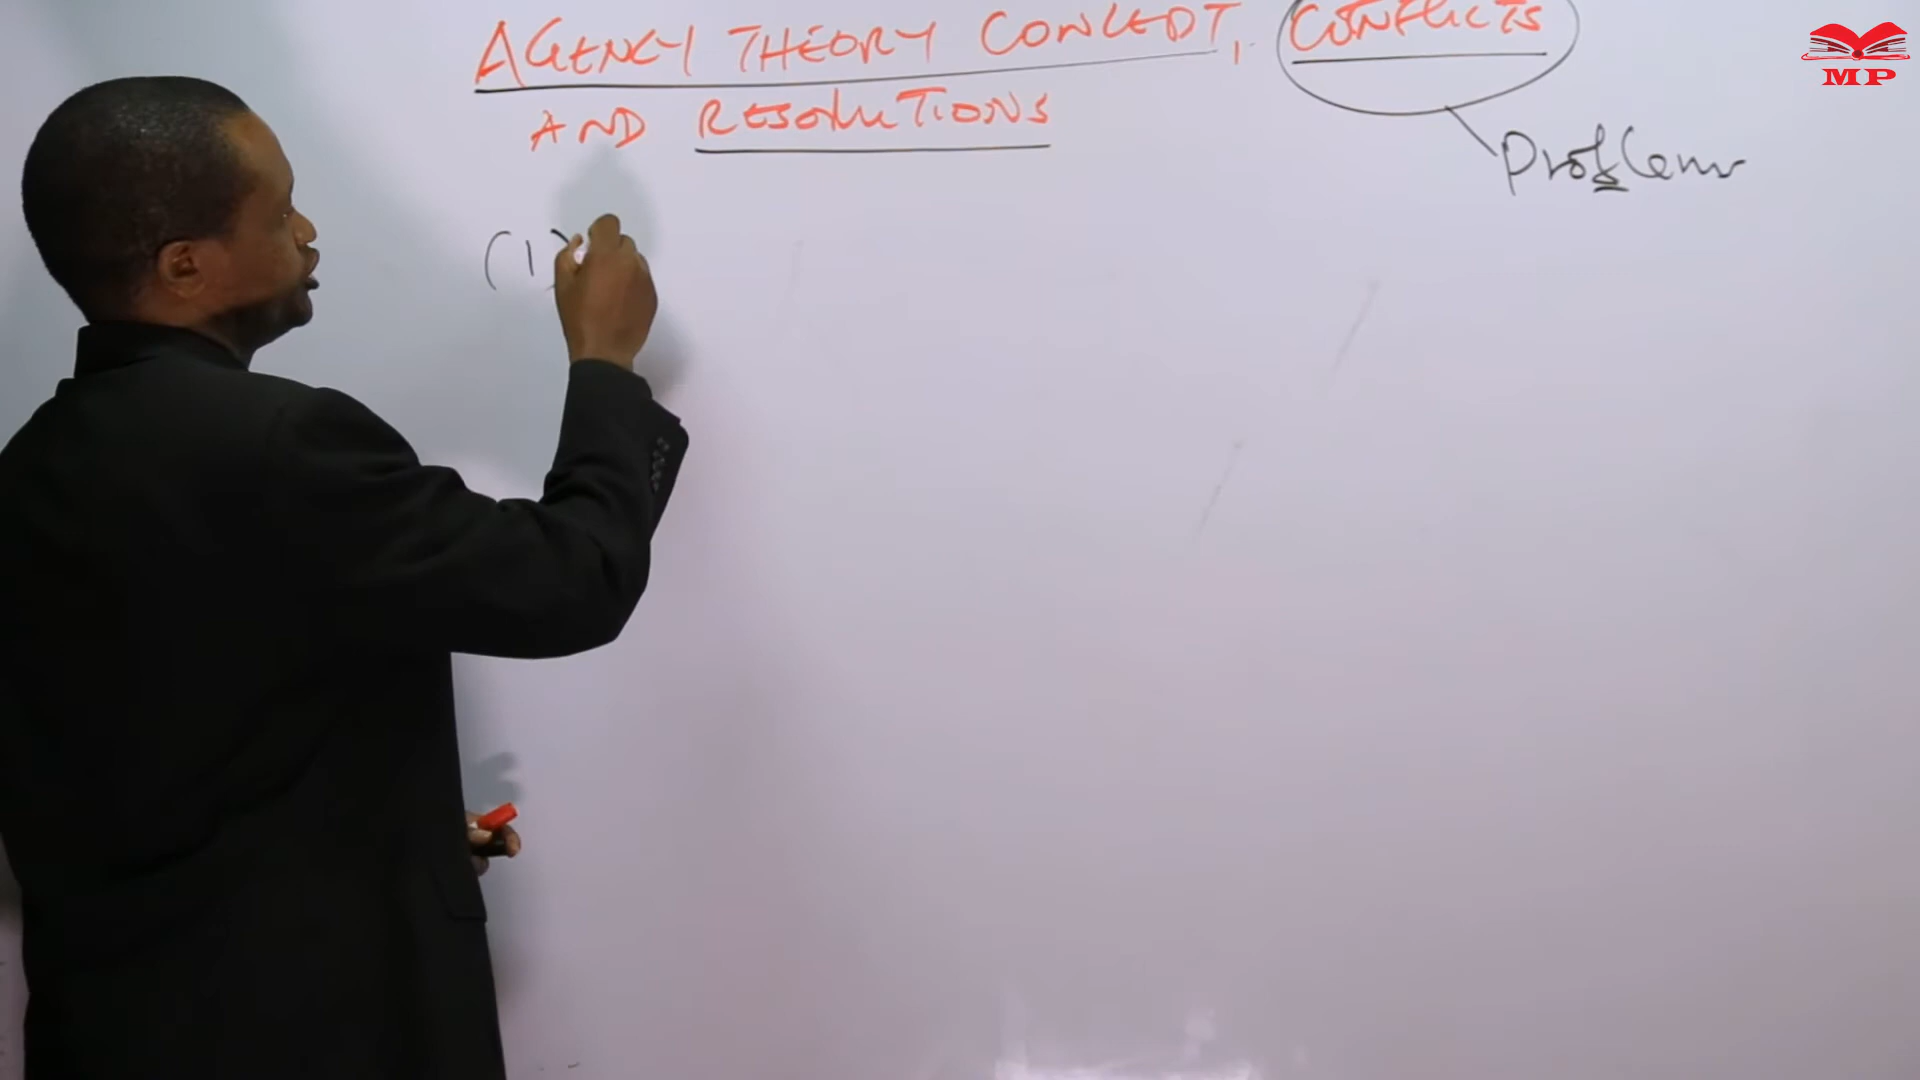 AGENCY THEORY CONCEPT, CONFLICTS
AND RESOLUTIONS
Problem
(1)
MP